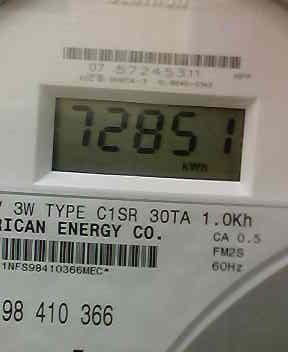 07 57245311
72851
kWh
V 3W TYPE C1SR 30TA 1.0Kh
RICAN ENERGY CO.
CA 0.5
FM2S
60Hz
1NFS98410366MEC*
98 410 366